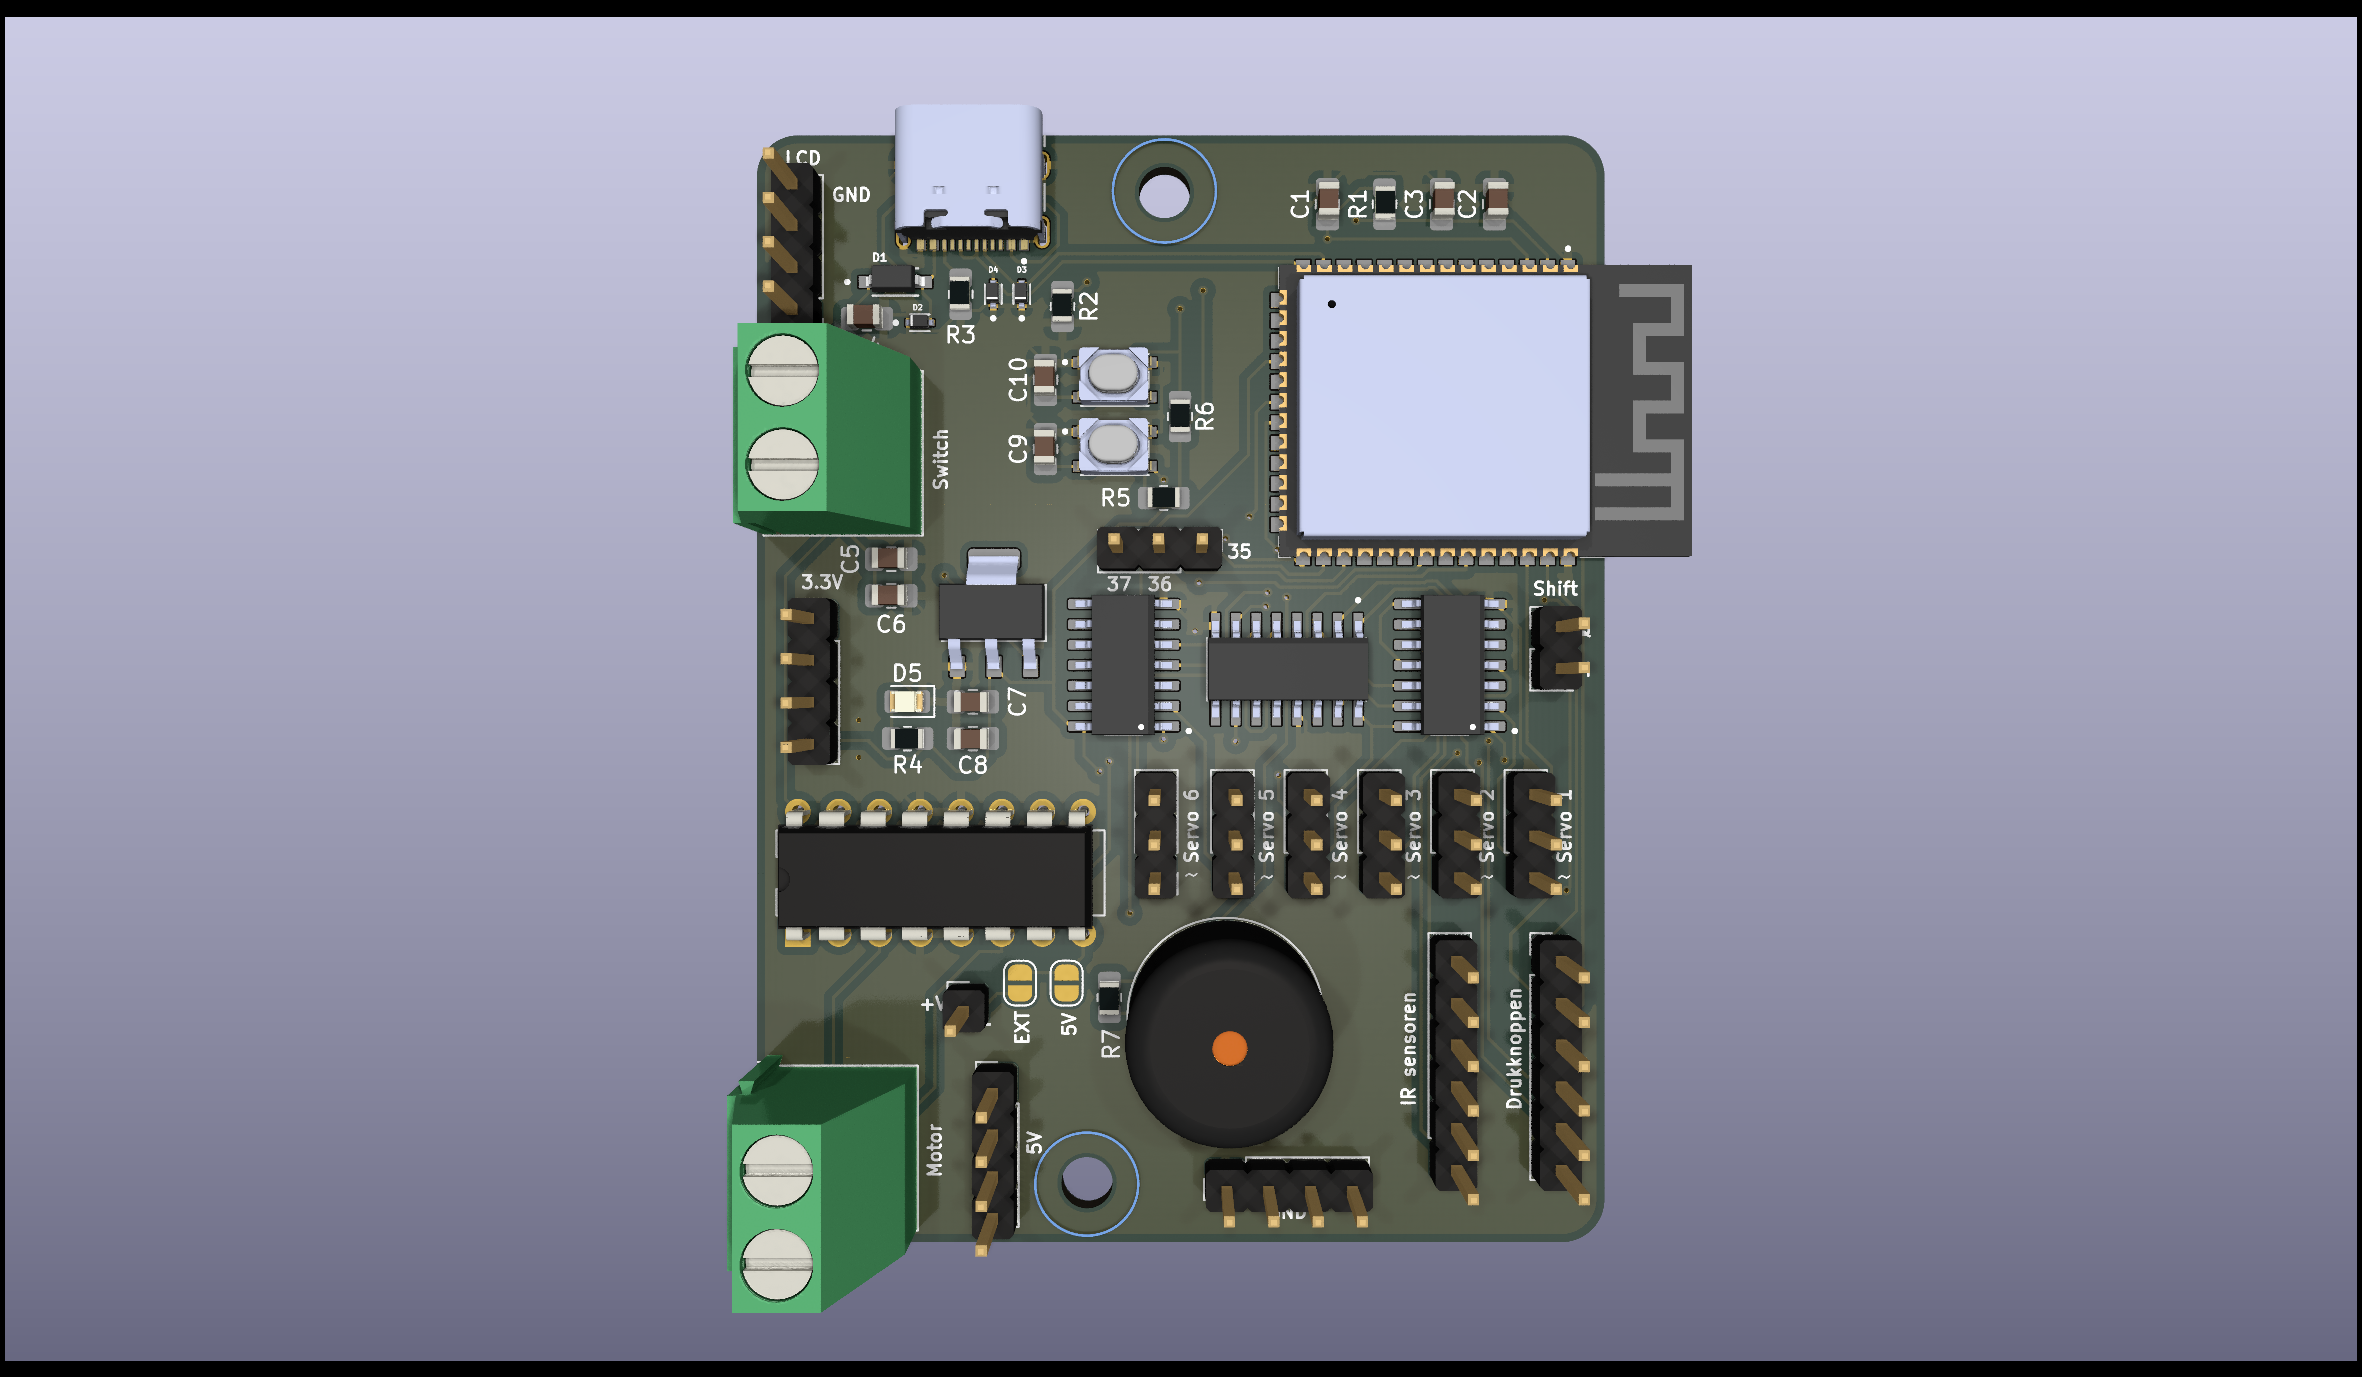 LCD
GND
C1
R1
C3
C2
D1
D4
D3
D2
R3
R2
C10
C9
R6
R5
Switch
35
37
36
C5
3.3V
C6
Shift
D5
C7
R4
C8
Servo 6 ~
Servo 5 ~
Servo 4 ~
Servo 3 ~
Servo 2 ~
Servo 1 ~
EXT
5V
R7
IR sensoren
Drukknoppen
Motor
5V